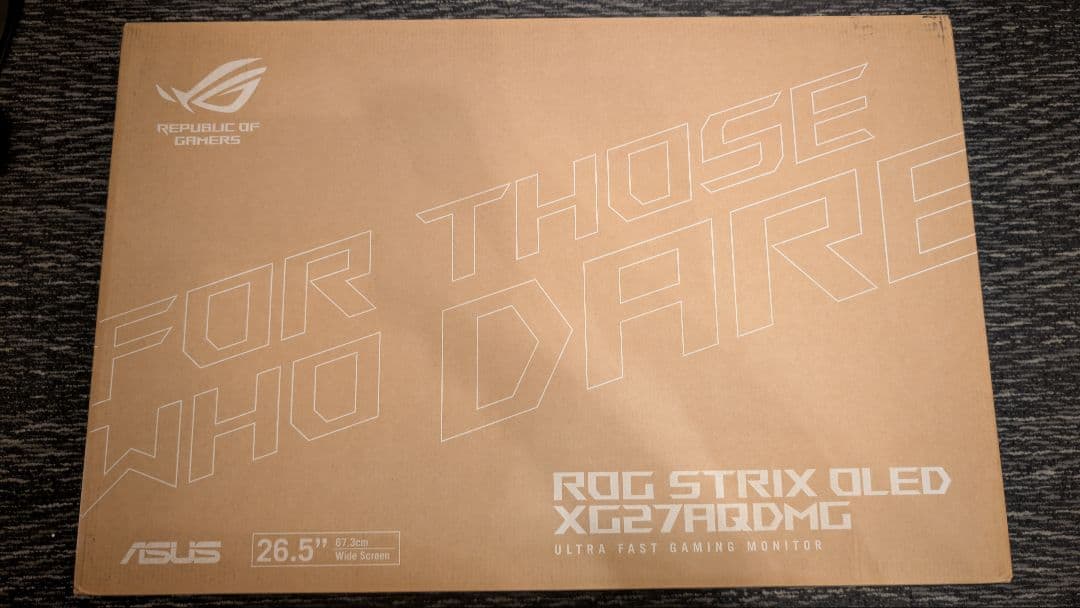 REPUBLIC OF
GAMERS
FOR THOSE
WHO DARE
ROG STRIX OLED
XG27AQDMG
ULTRA FAST GAMING MONITOR
ASUS
26.5”
67.3cm
Wide Screen